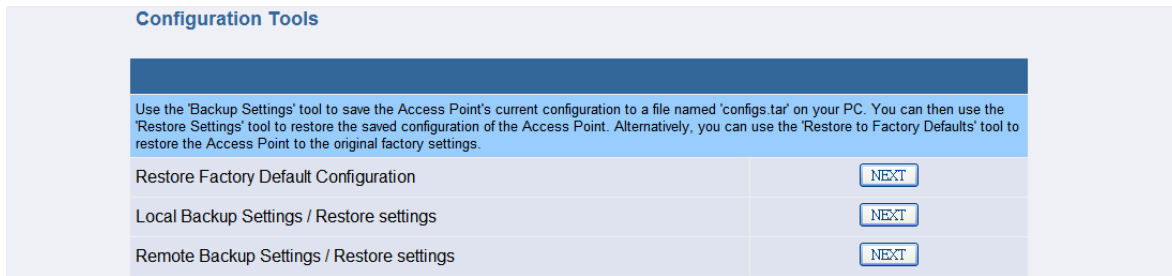 Configuration Tools
Use the 'Backup Settings' tool to save the Access Point's current configuration to a file named 'configs.tar' on your PC. You can then use the
'Restore Settings' tool to restore the saved configuration of the Access Point. Alternatively, you can use the 'Restore to Factory Defaults' tool to
restore the Access Point to the original factory settings.
Restore Factory Default Configuration NEXT
Local Backup Settings / Restore settings NEXT
Remote Backup Settings / Restore settings NEXT